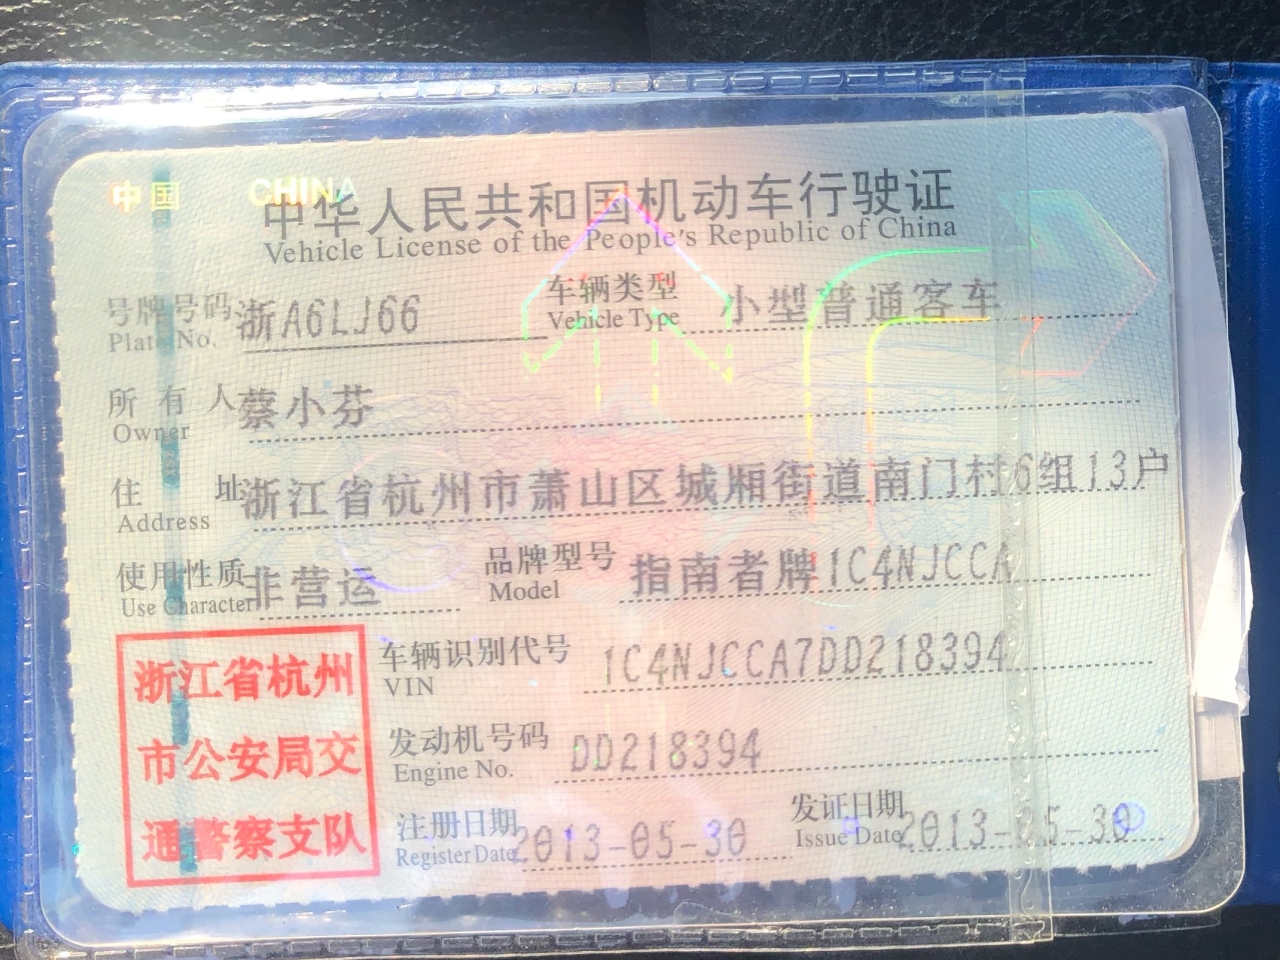 中国 CHINA
中华人民共和国机动车行驶证
Vehicle License of the People's Republic of China
号牌号码 浙A6LJ66 车辆类型 小型普通客车
Plate No. Vehicle Type
所有人 蔡小芬
Owner
住址 浙江省杭州市萧山区城厢街道南门村6组13户
Address
使用性质 非营运 品牌型号 指南者牌1C4NJCCA
Use Character Model
浙江省杭州
市公安局交
通警察支队
车辆识别代号 1C4NJCCA7DD218394
VIN
发动机号码 DD218394
Engine No.
注册日期 2013-05-30 发证日期 2013-05-30
Register Date Issue Date